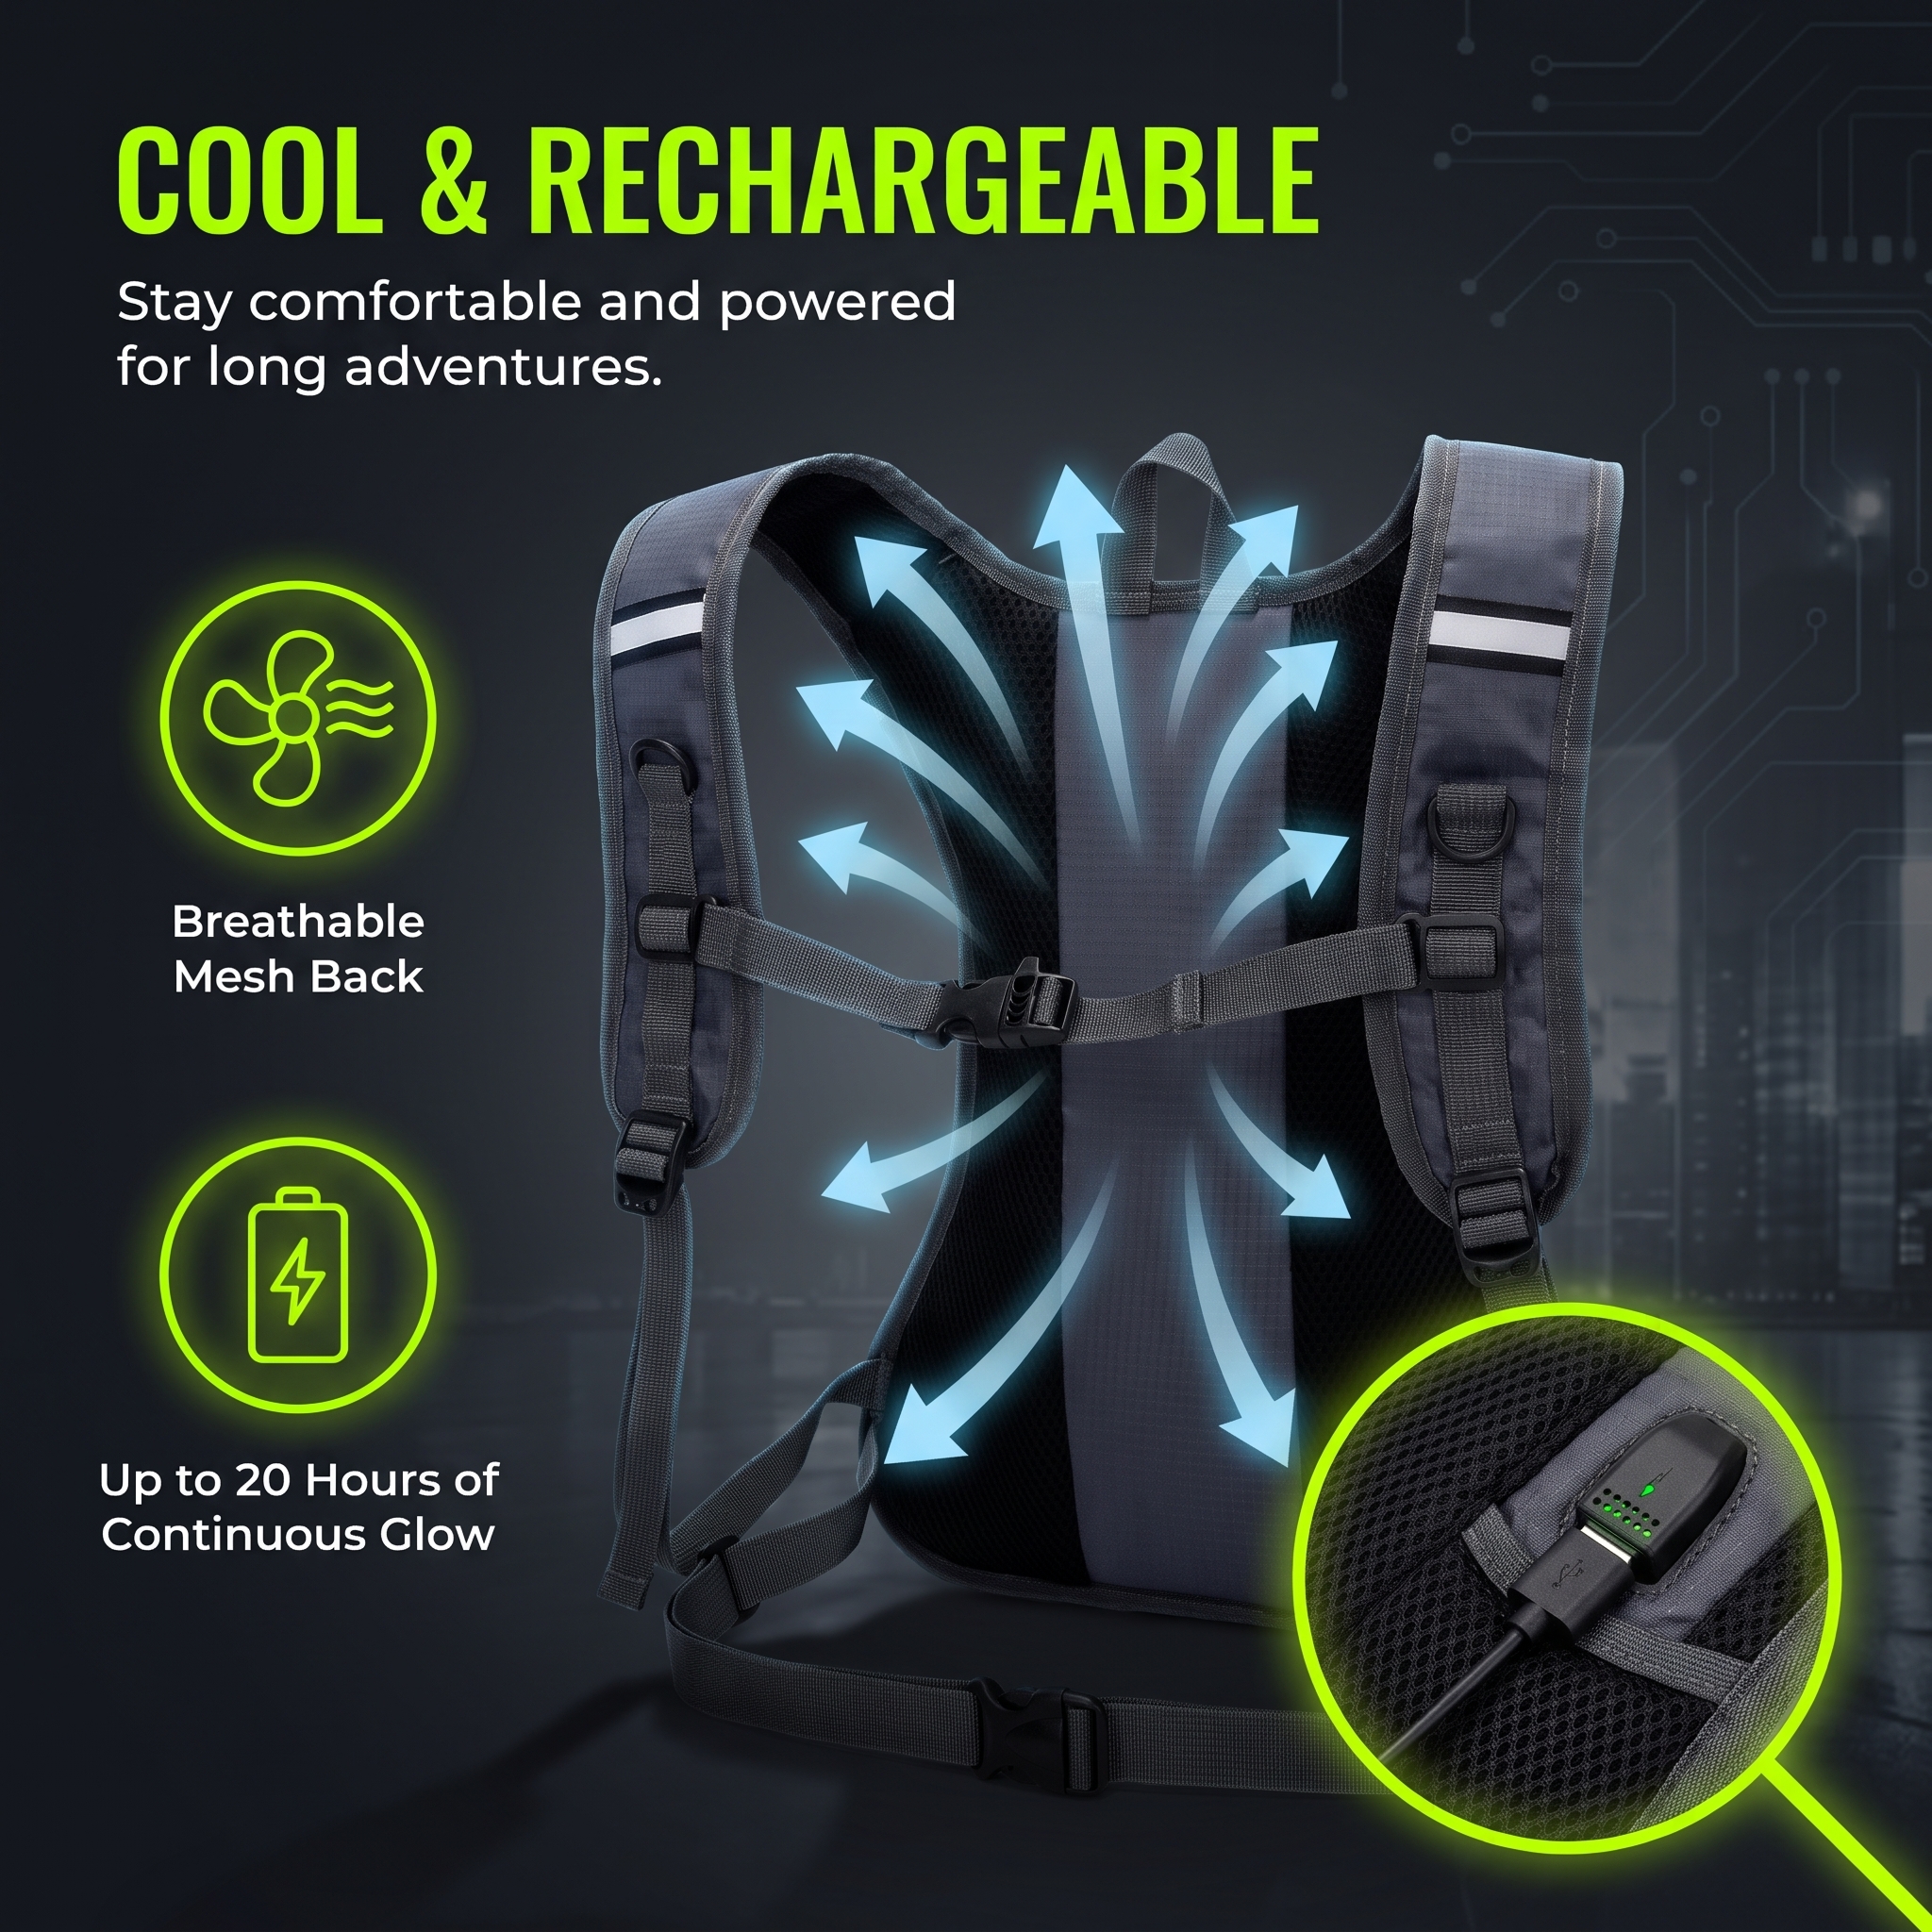 COOL & RECHARGEABLE
Stay comfortable and powered
for long adventures.
Breathable
Mesh Back
Up to 20 Hours of
Continuous Glow